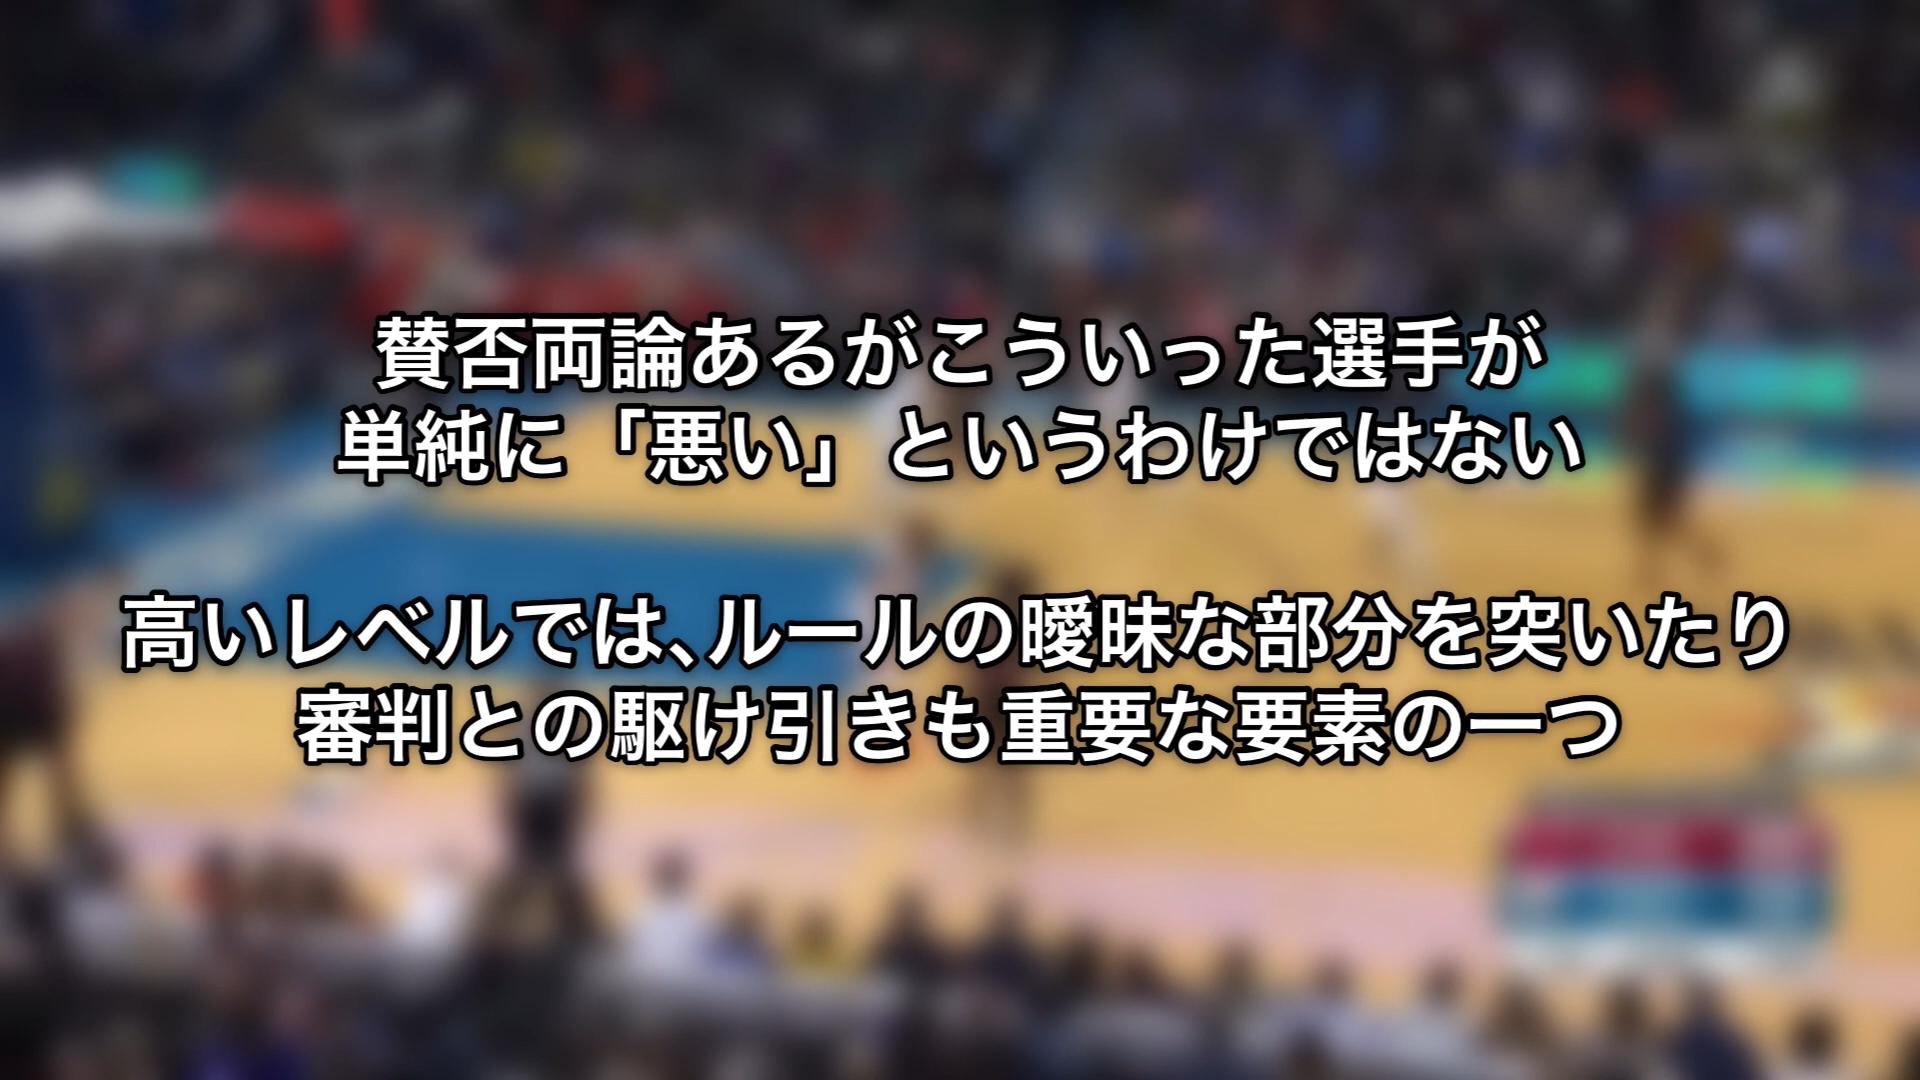 賛否両論あるがこういった選手が
単純に「悪い」というわけではない
高いレベルでは、ルールの曖昧な部分を突いたり
審判との駆け引きも重要な要素の一つ